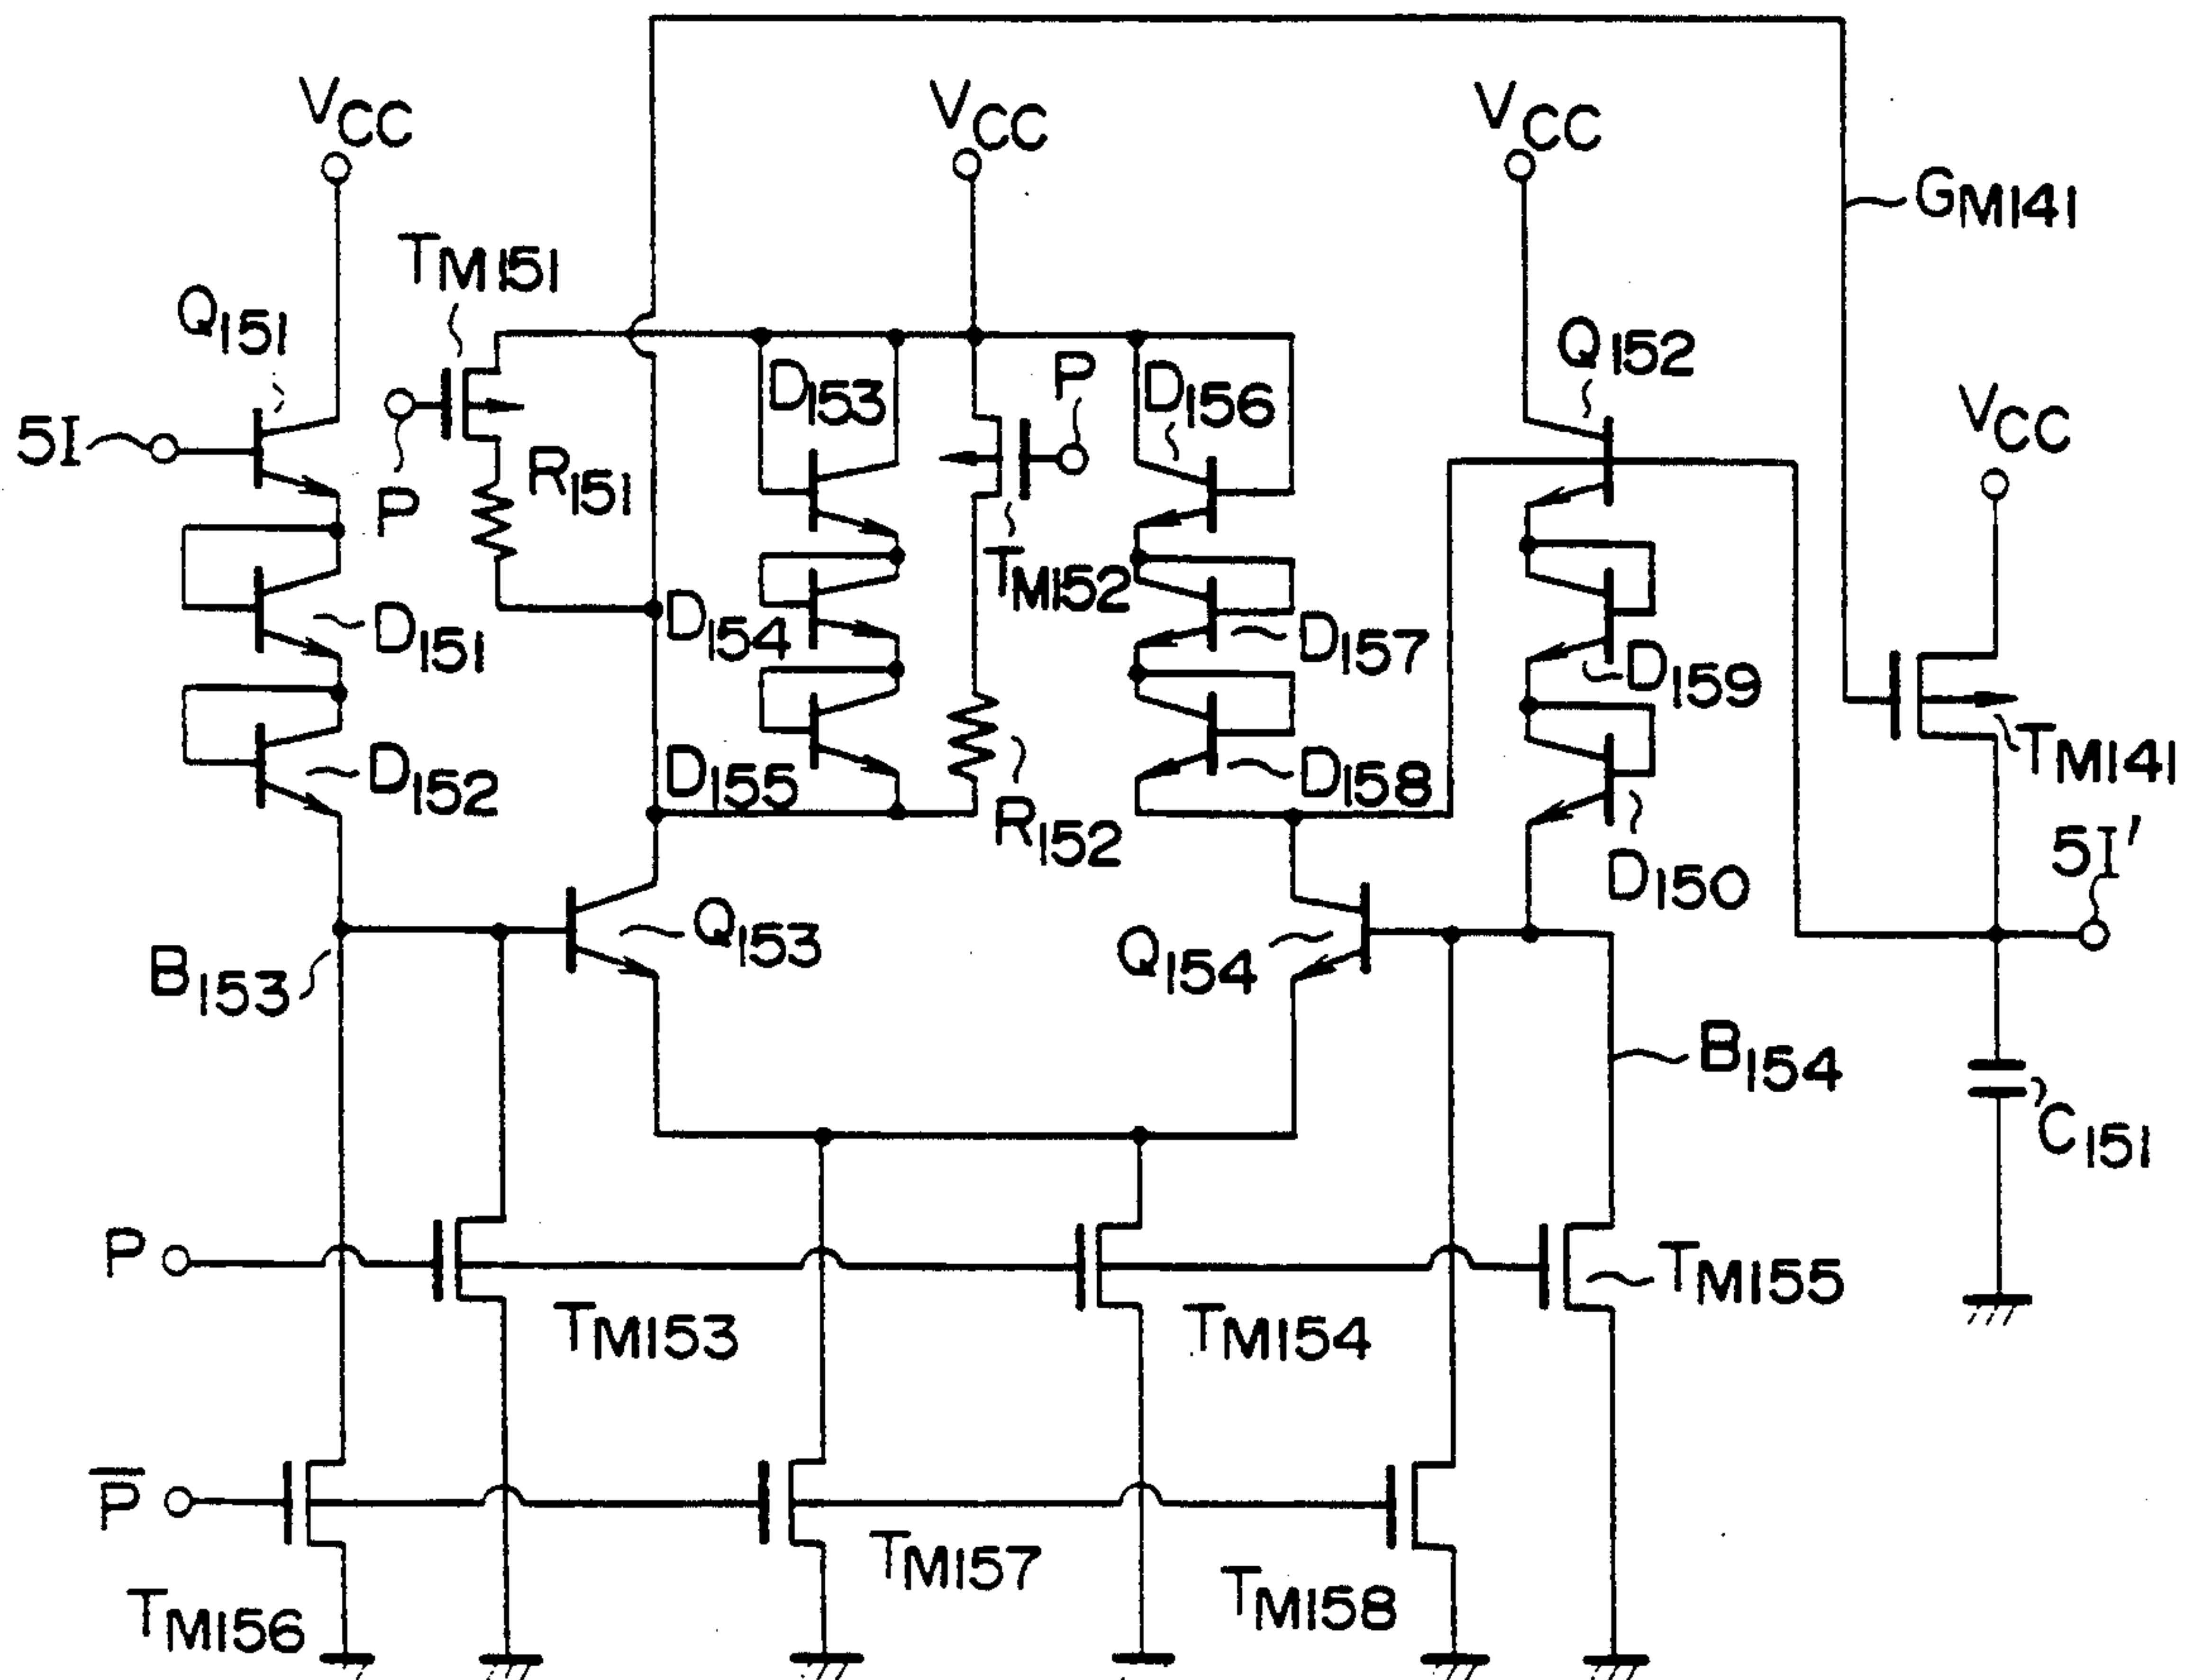 VCC
VCC
VCC
GM141
TM151
Q151
D153
P
D156
Q152
VCC
5I
P
R151
TM152
D151
D154
D157
D159
TM141
D152
D155
R152
D158
D150
5I'
B153
Q153
Q154
B154
C151
P
TM153
TM154
TM155
P̅
TM156
TM157
TM158